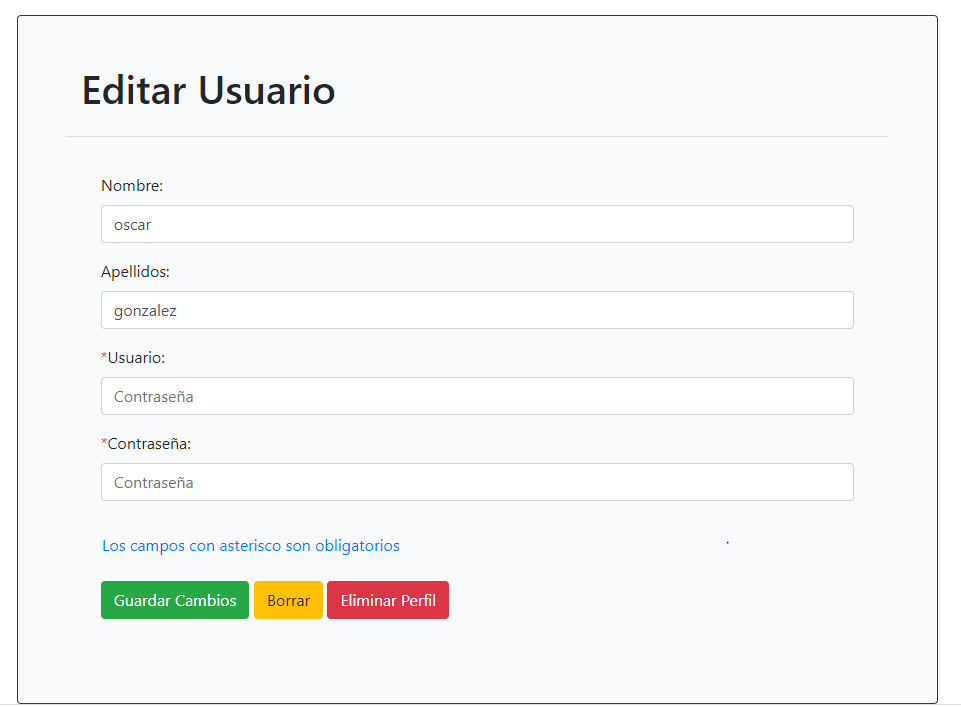 Editar Usuario
Nombre:
oscar
Apellidos:
gonzalez
*Usuario:
Contraseña
*Contraseña:
Contraseña
Los campos con asterisco son obligatorios
Guardar Cambios Borrar Eliminar Perfil